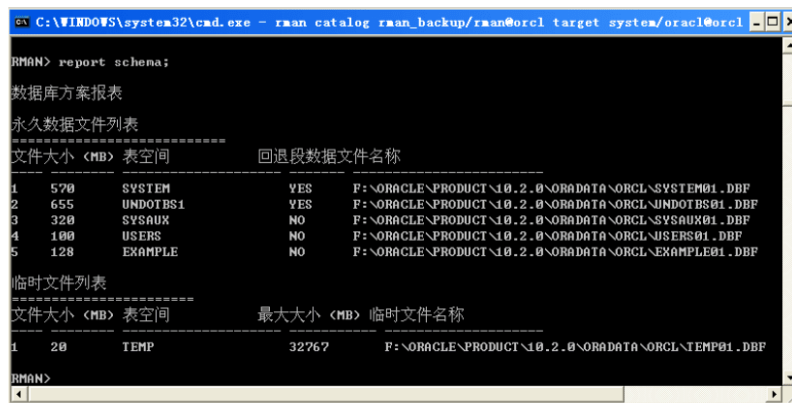 C:\WINDOWS\system32\cmd.exe - rman catalog rman_backup/rman@orcl target system/oracl@orcl
RMAN> report schema;
数据库方案报表
永久数据文件列表
===========================
文件大小 (MB) 表空间 回退段数据文件名称
---- -------- -------------------- ------- ------------------------
1 570 SYSTEM YES F:\ORACLE\PRODUCT\10.2.0\ORADATA\ORCL\SYSTEM01.DBF
2 655 UNDOTBS1 YES F:\ORACLE\PRODUCT\10.2.0\ORADATA\ORCL\UNDOTBS01.DBF
3 320 SYSAUX NO F:\ORACLE\PRODUCT\10.2.0\ORADATA\ORCL\SYSAUX01.DBF
4 100 USERS NO F:\ORACLE\PRODUCT\10.2.0\ORADATA\ORCL\USERS01.DBF
5 128 EXAMPLE NO F:\ORACLE\PRODUCT\10.2.0\ORADATA\ORCL\EXAMPLE01.DBF
临时文件列表
=======================
文件大小 (MB) 表空间 最大大小 (MB) 临时文件名称
---- -------- -------------------- ----------- --------------------
1 20 TEMP 32767 F:\ORACLE\PRODUCT\10.2.0\ORADATA\ORCL\TEMP01.DBF
RMAN>